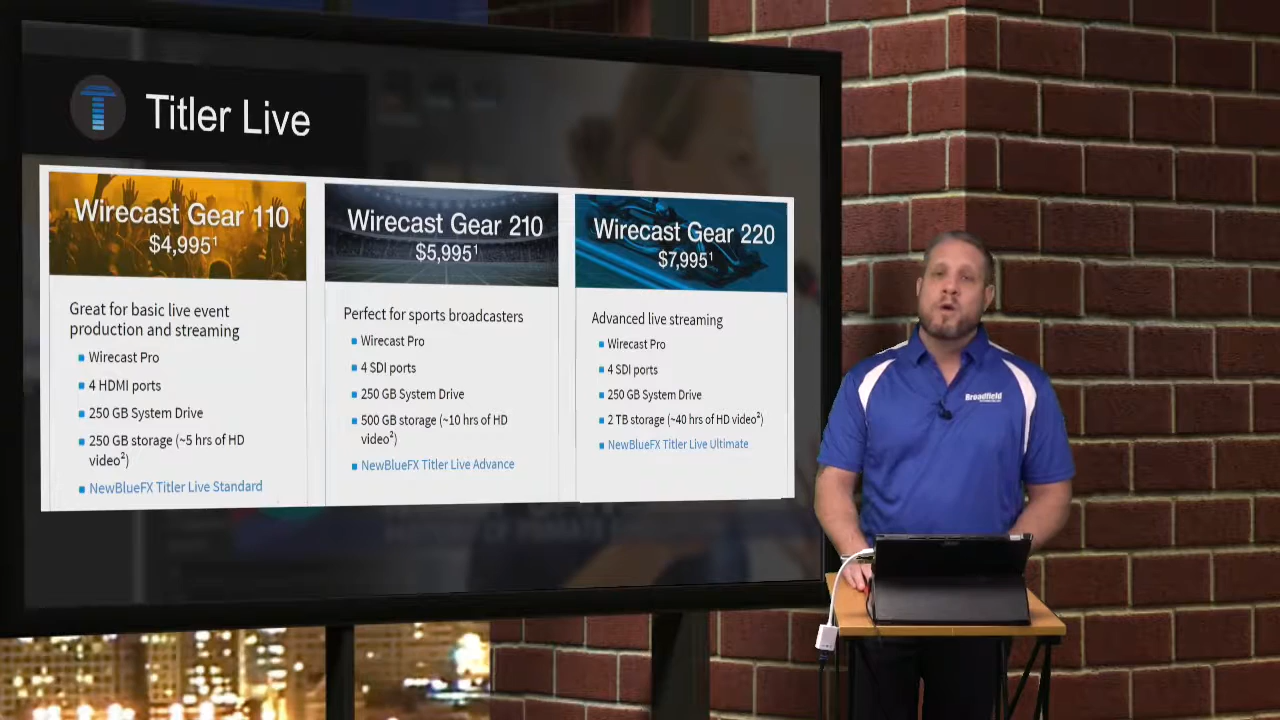 Titler Live
Wirecast Gear 110
$4,995¹
Great for basic live event
production and streaming
Wirecast Pro
4 HDMI ports
250 GB System Drive
250 GB storage (~5 hrs of HD
video²)
NewBlueFX Titler Live Standard
Wirecast Gear 210
$5,995¹
Perfect for sports broadcasters
Wirecast Pro
4 SDI ports
250 GB System Drive
500 GB storage (~10 hrs of HD
video²)
NewBlueFX Titler Live Advance
Wirecast Gear 220
$7,995¹
Advanced live streaming
Wirecast Pro
4 SDI ports
250 GB System Drive
2 TB storage (~40 hrs of HD video²)
NewBlueFX Titler Live Ultimate
Broadfield